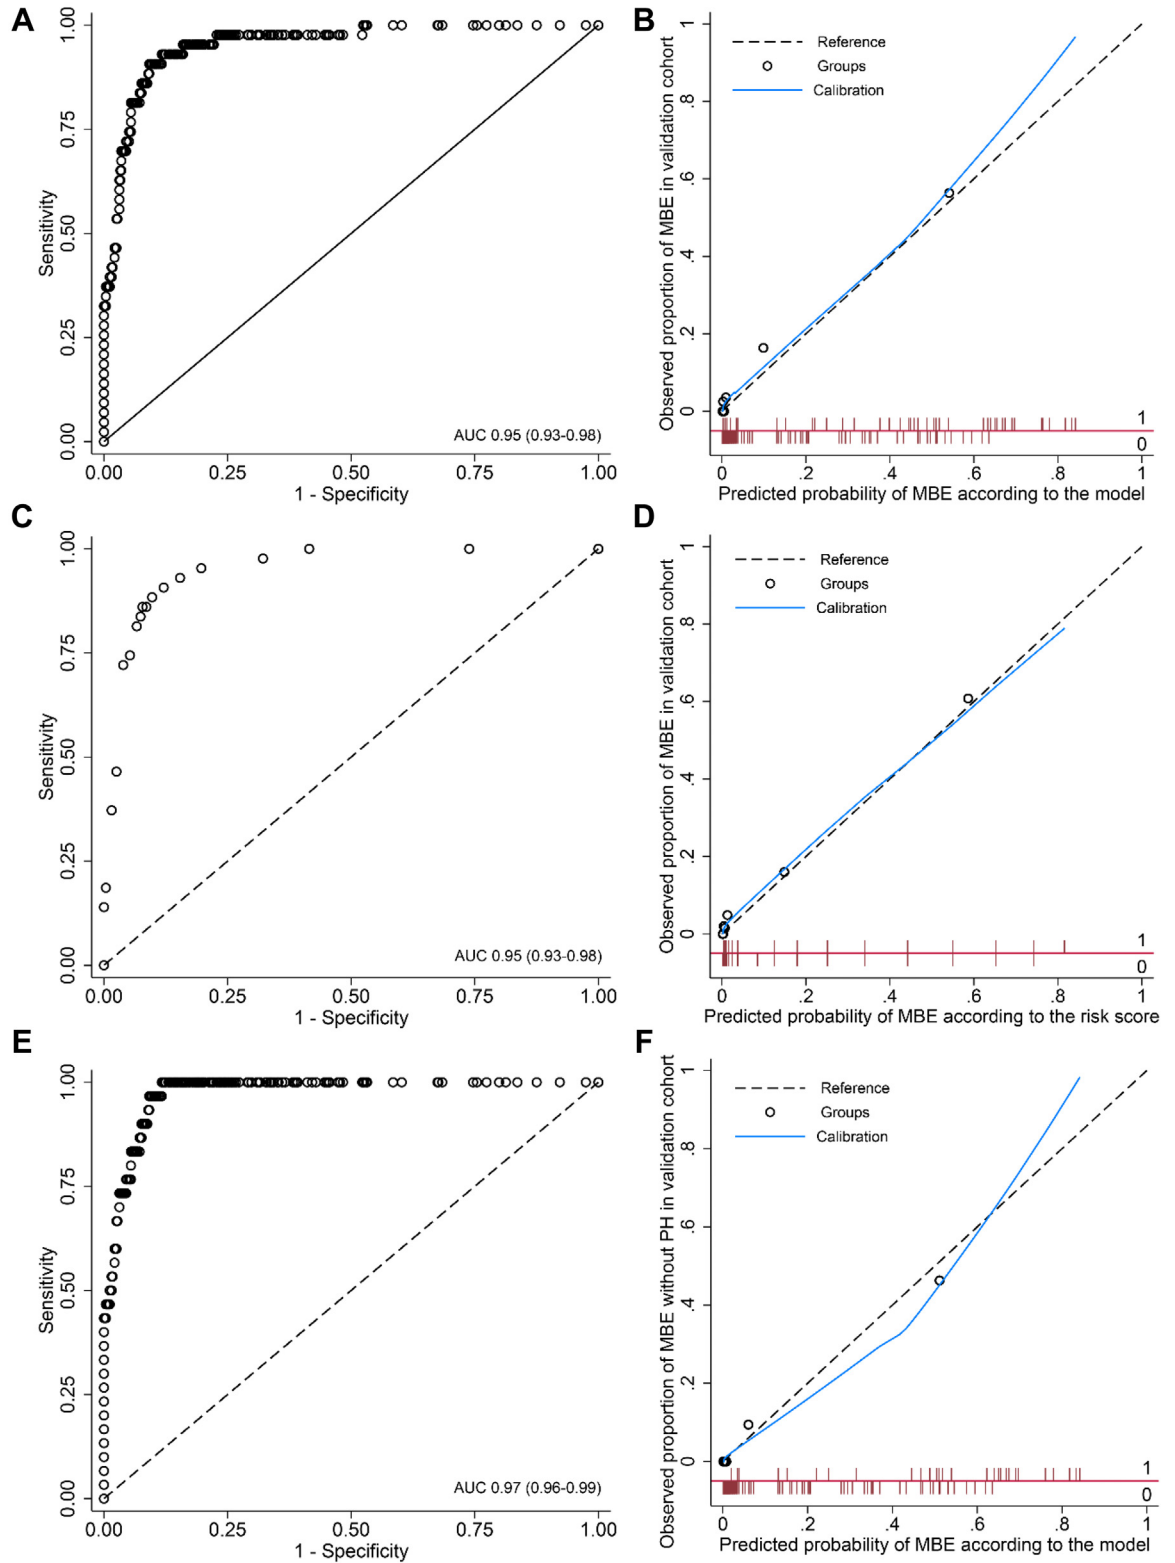 A
1.00
0.75
0.50
0.25
0.00
Sensitivity
AUC 0.95 (0.93-0.98)
0.00 0.25 0.50 0.75 1.00
1 - Specificity
B
Reference
Groups
Calibration
1
.8
.6
.4
.2
0
Observed proportion of MBE in validation cohort
1
0
0 .2 .4 .6 .8 1
Predicted probability of MBE according to the model
C
1.00
0.75
0.50
0.25
0.00
Sensitivity
AUC 0.95 (0.93-0.98)
0.00 0.25 0.50 0.75 1.00
1 - Specificity
D
Reference
Groups
Calibration
1
.8
.6
.4
.2
0
Observed proportion of MBE in validation cohort
1
0
0 .2 .4 .6 .8 1
Predicted probability of MBE according to the risk score
E
1.00
0.75
0.50
0.25
0.00
Sensitivity
AUC 0.97 (0.96-0.99)
0.00 0.25 0.50 0.75 1.00
1 - Specificity
F
Reference
Groups
Calibration
1
.8
.6
.4
.2
0
Observed proportion of MBE without PH in validation cohort
1
0
0 .2 .4 .6 .8 1
Predicted probability of MBE according to the model